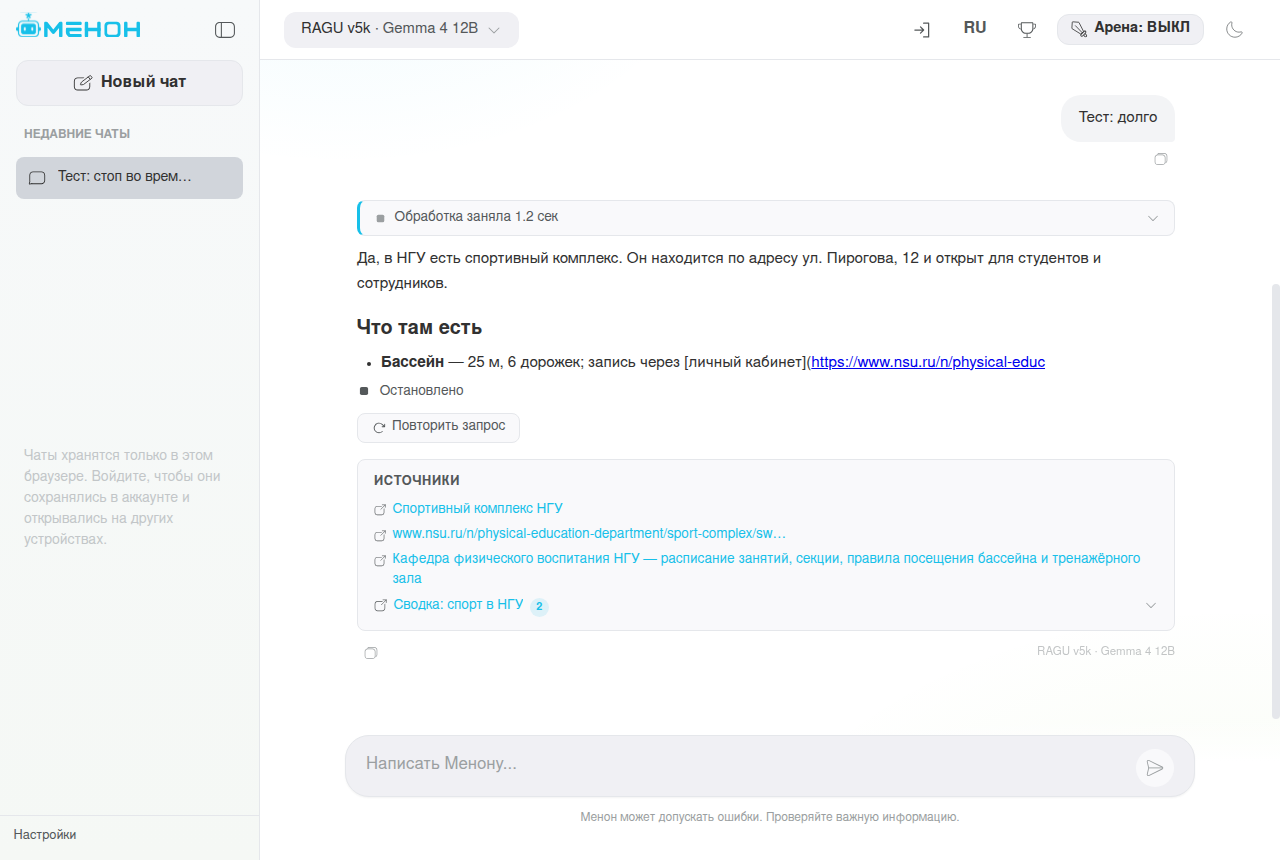 МЕНОН
RAGU v5k · Gemma 4 12B
RU
Арена: ВЫКЛ
Новый чат
НЕДАВНИЕ ЧАТЫ
Тест: стоп во врем…
Чаты хранятся только в этом
браузере. Войдите, чтобы они
сохранялись в аккаунте и
открывались на других
устройствах.
Настройки
Тест: долго
Обработка заняла 1.2 сек
Да, в НГУ есть спортивный комплекс. Он находится по адресу ул. Пирогова, 12 и открыт для студентов и
сотрудников.
Что там есть
• Бассейн — 25 м, 6 дорожек; запись через [личный кабинет](https://www.nsu.ru/n/physical-educ
Остановлено
Повторить запрос
ИСТОЧНИКИ
Спортивный комплекс НГУ
www.nsu.ru/n/physical-education-department/sport-complex/sw…
Кафедра физического воспитания НГУ — расписание занятий, секции, правила посещения бассейна и тренажёрного
зала
Сводка: спорт в НГУ 2
RAGU v5k · Gemma 4 12B
Написать Менону...
Менон может допускать ошибки. Проверяйте важную информацию.